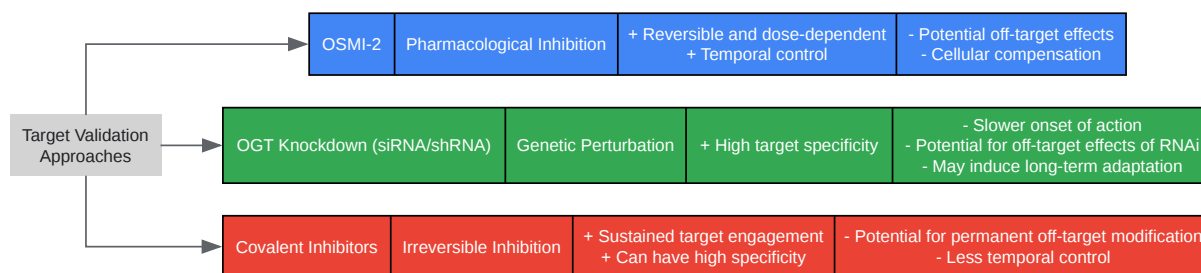 Target Validation
Approaches
OSMI-2
Pharmacological Inhibition
+ Reversible and dose-dependent
+ Temporal control
- Potential off-target effects
- Cellular compensation
OGT Knockdown (siRNA/shRNA)
Genetic Perturbation
+ High target specificity
- Slower onset of action
- Potential for off-target effects of RNAi
- May induce long-term adaptation
Covalent Inhibitors
Irreversible Inhibition
+ Sustained target engagement
+ Can have high specificity
- Potential for permanent off-target modification
- Less temporal control